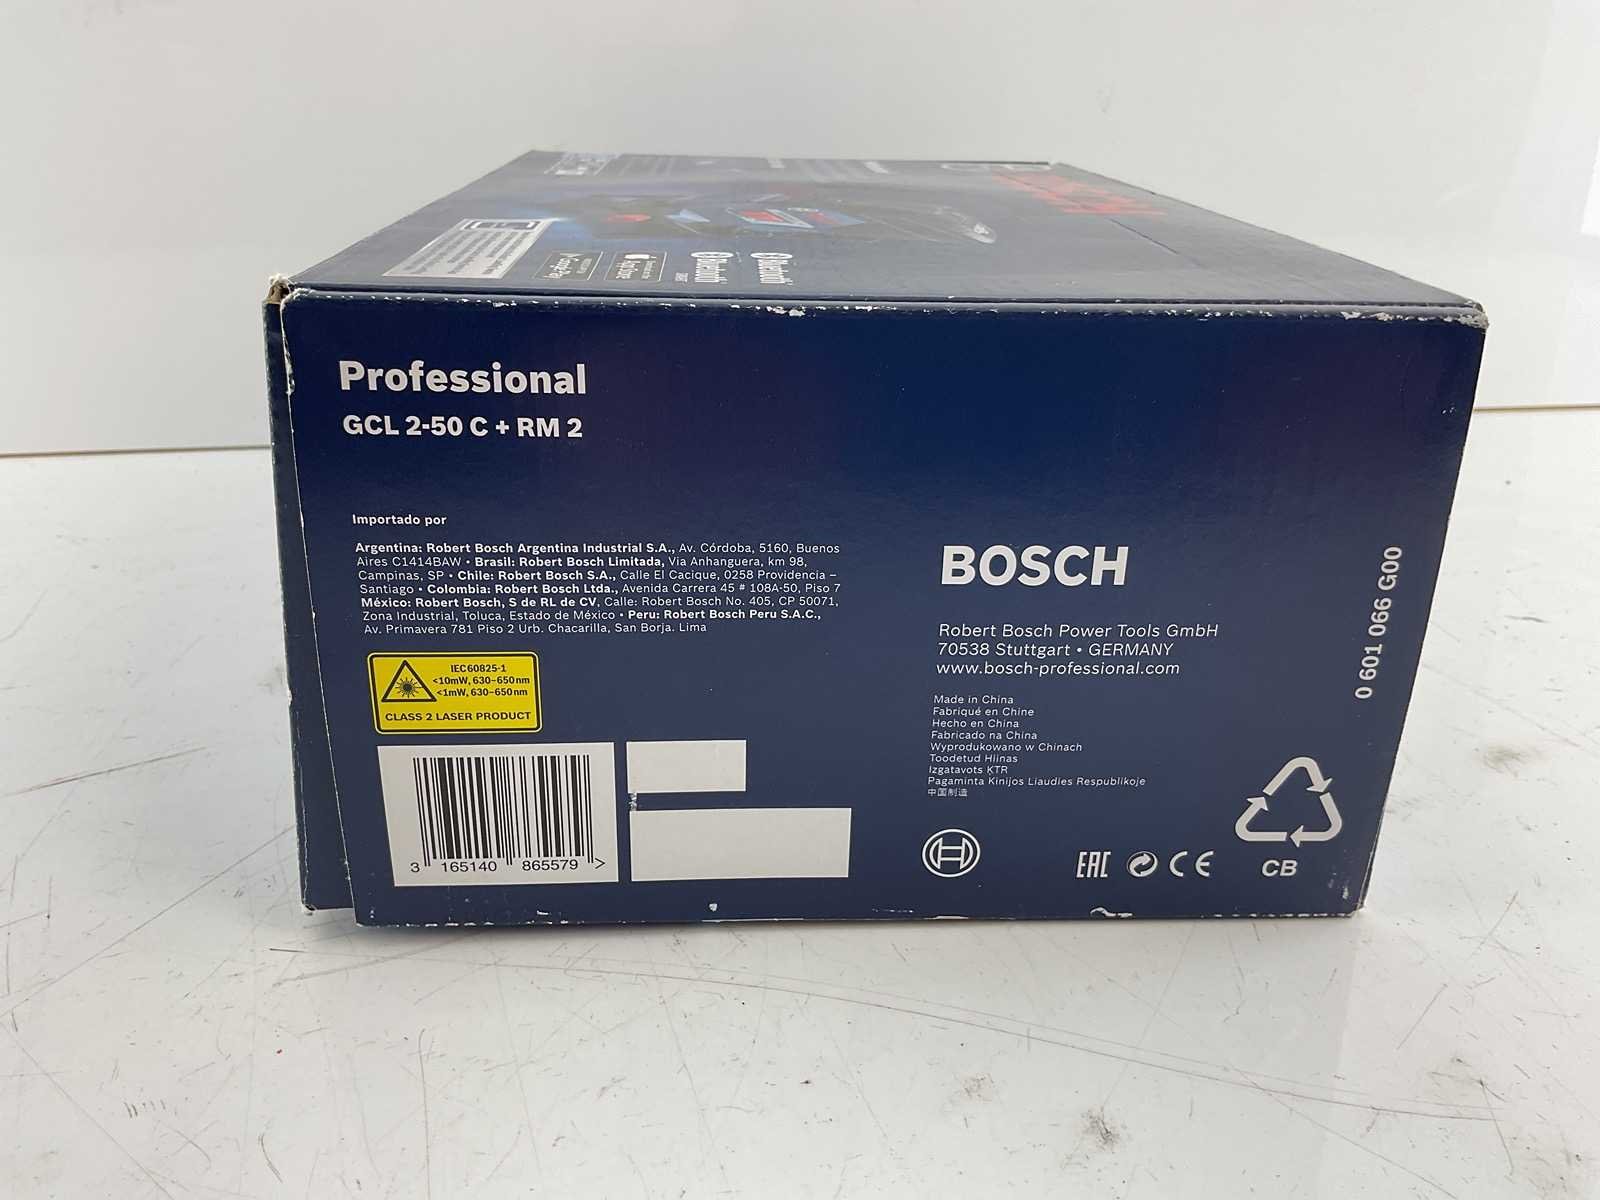 Bluetooth
Bluetooth
Professional
GCL 2-50 C + RM 2
Importado por
Argentina: Robert Bosch Argentina Industrial S.A., Av. Córdoba, 5160, Buenos
Aires C1414BAW • Brasil: Robert Bosch Limitada, Via Anhanguera, km 98,
Campinas, SP • Chile: Robert Bosch S.A., Calle El Cacique, 0258 Providencia –
Santiago • Colombia: Robert Bosch Ltda., Avenida Carrera 45 # 108A-50, Piso 7
México: Robert Bosch, S de RL de CV, Calle: Robert Bosch No. 405, CP 50071,
Zona Industrial, Toluca, Estado de México • Peru: Robert Bosch Peru S.A.C.,
Av. Primavera 781 Piso 2 Urb. Chacarilla, San Borja. Lima
IEC60825-1
<10mW, 630-650nm
<1mW, 630-650nm
CLASS 2 LASER PRODUCT
3 165140 865579 >
BOSCH
Robert Bosch Power Tools GmbH
70538 Stuttgart • GERMANY
www.bosch-professional.com
Made in China
Fabriqué en Chine
Hecho en China
Fabricado na China
Wyprodukowano w Chinach
Toodetud Hiinas
Izgatavots ĶTR
Pagaminta Kinijos Liaudies Respublikoje
中国制造
EAC CE
CB
0 601 066 G00